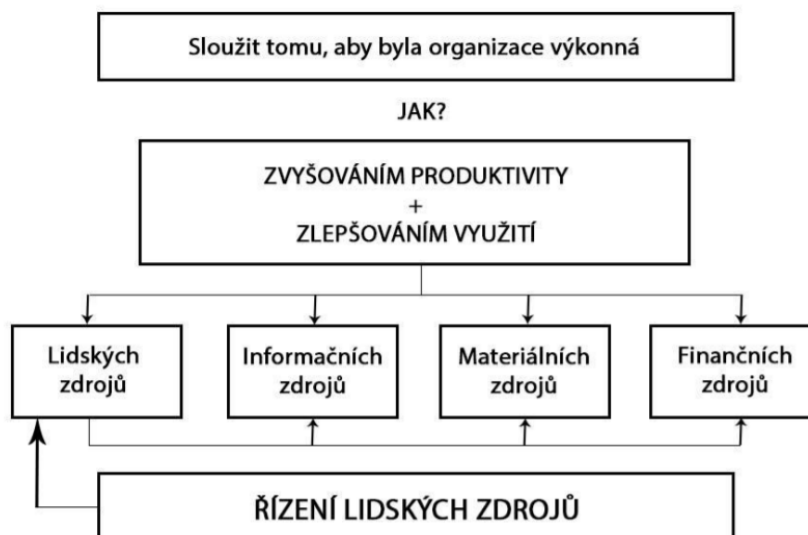 Sloužit tomu, aby byla organizace výkonná
JAK?
ZVYŠOVÁNÍM PRODUKTIVITY
+
ZLEPŠOVÁNÍM VYUŽITÍ
Lidských
zdrojů
Informačních
zdrojů
Materiálních
zdrojů
Finančních
zdrojů
ŘÍZENÍ LIDSKÝCH ZDROJŮ